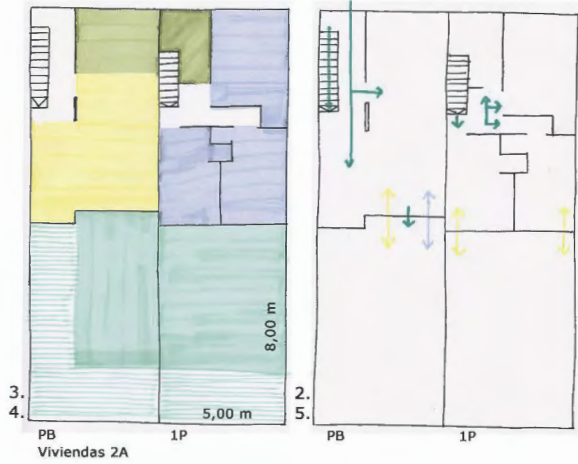 8,00 m
3.
4.
5,00 m
PB 1P
Viviendas 2A
2.
5.
PB 1P